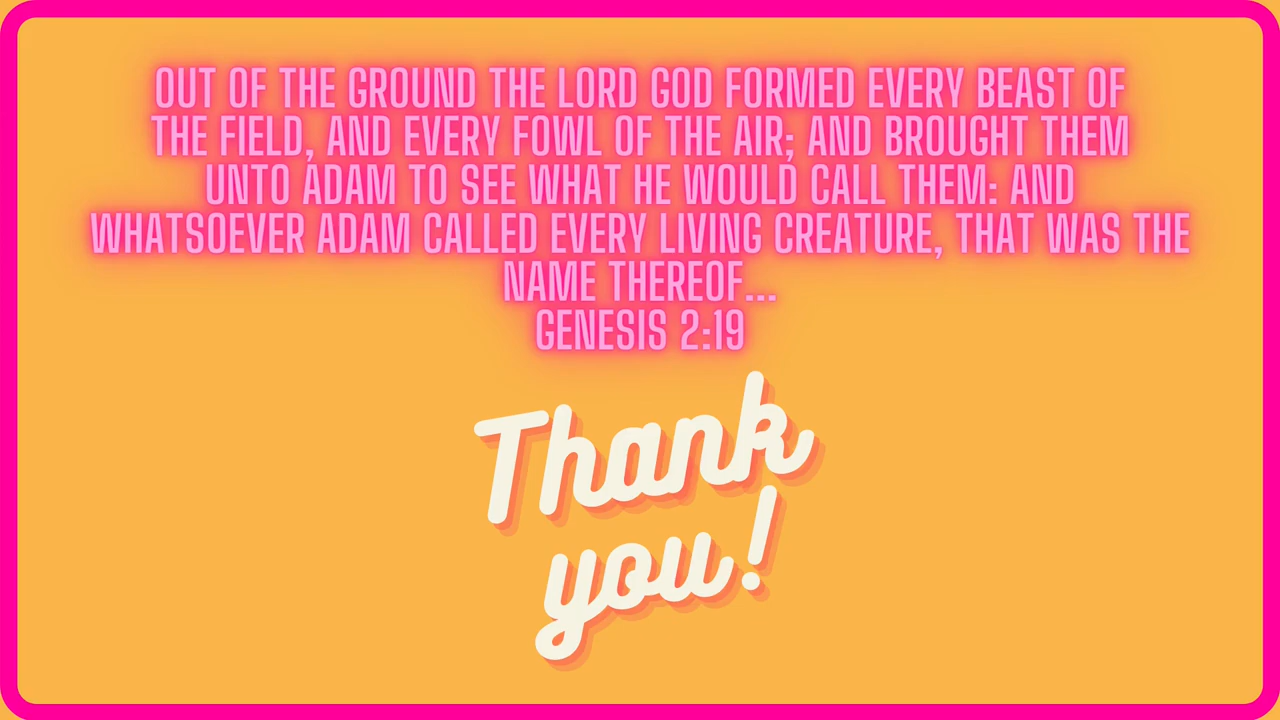 OUT OF THE GROUND THE LORD GOD FORMED EVERY BEAST OF
THE FIELD, AND EVERY FOWL OF THE AIR; AND BROUGHT THEM
UNTO ADAM TO SEE WHAT HE WOULD CALL THEM: AND
WHATSOEVER ADAM CALLED EVERY LIVING CREATURE, THAT WAS THE
NAME THEREOF...
GENESIS 2:19
Thank
you!